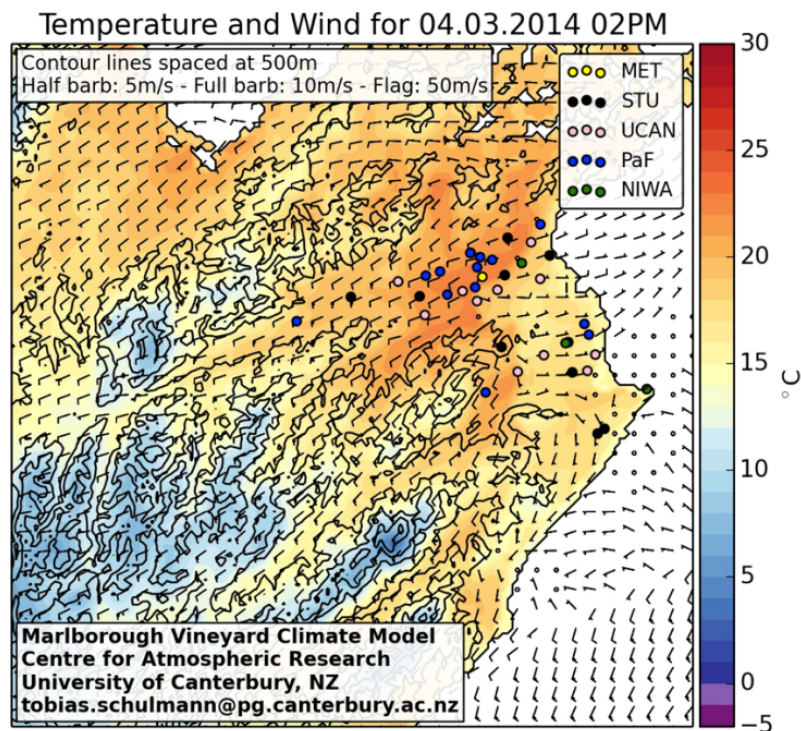 Temperature and Wind for 04.03.2014 02PM
Contour lines spaced at 500m
Half barb: 5m/s - Full barb: 10m/s - Flag: 50m/s
MET
STU
UCAN
PaF
NIWA
30
25
20
15
10
5
0
−5
°C
Marlborough Vineyard Climate Model
Centre for Atmospheric Research
University of Canterbury, NZ
tobias.schulmann@pg.canterbury.ac.nz